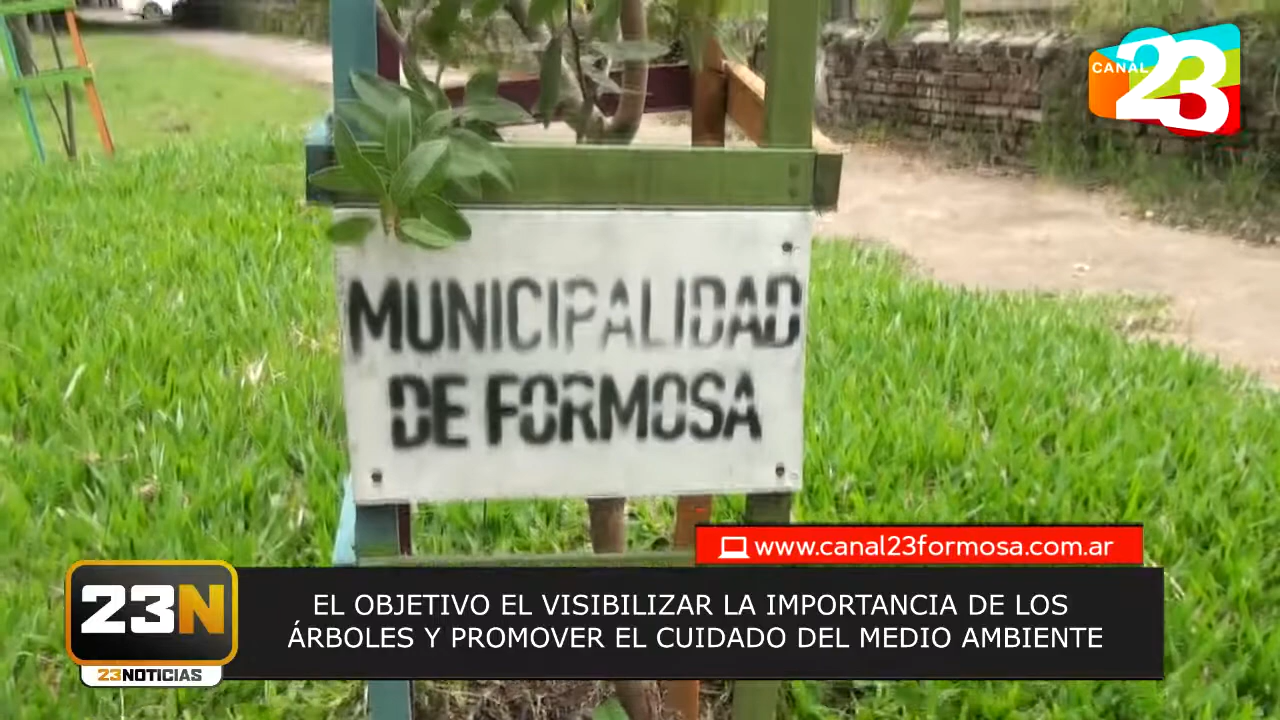 CANAL 23
MUNICIPALIDAD
DE FORMOSA
www.canal23formosa.com.ar
23N
23NOTICIAS
EL OBJETIVO EL VISIBILIZAR LA IMPORTANCIA DE LOS
ÁRBOLES Y PROMOVER EL CUIDADO DEL MEDIO AMBIENTE